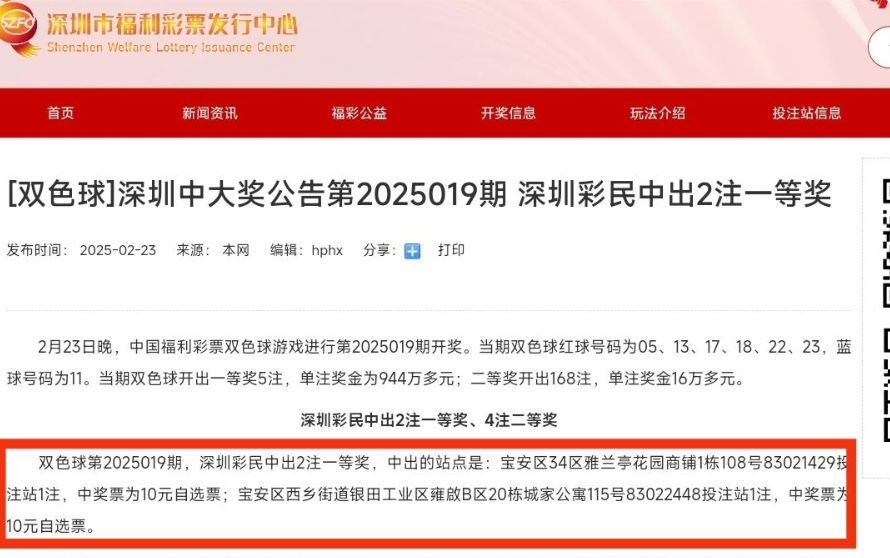 SZFC
深圳市福利彩票发行中心
Shenzhen Welfare Lottery Issuance Center
首页 新闻资讯 福彩公益 开奖信息 玩法介绍 投注站信息
[双色球]深圳中大奖公告第2025019期 深圳彩民中出2注一等奖
发布时间： 2025-02-23 来源： 本网 编辑：hphx 分享： 打印
2月23日晚，中国福利彩票双色球游戏进行第2025019期开奖。当期双色球红球号码为05、13、17、18、22、23，蓝
球号码为11。当期双色球开出一等奖5注，单注奖金为944万多元；二等奖开出168注，单注奖金16万多元。
深圳彩民中出2注一等奖、4注二等奖
双色球第2025019期，深圳彩民中出2注一等奖，中出的站点是：宝安区34区雅兰亭花园商铺1栋108号83021429投
注站1注，中奖票为10元自选票；宝安区西乡街道银田工业区雍啟B区20栋城家公寓115号83022448投注站1注，中奖票为
10元自选票。